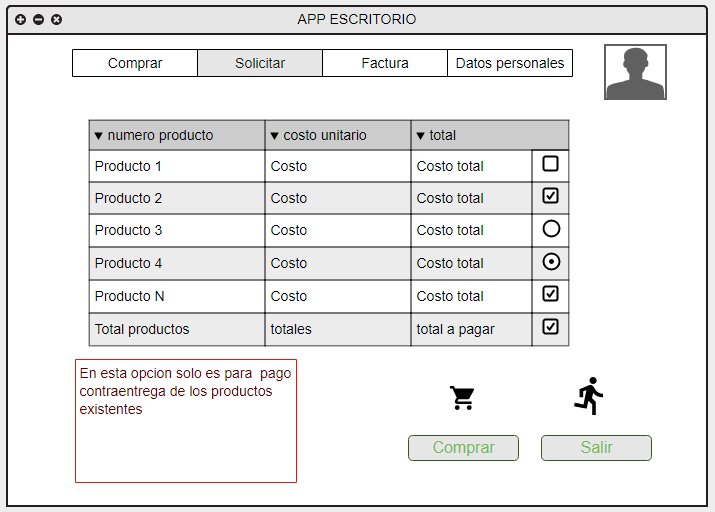 APP ESCRITORIO
Comprar Solicitar Factura Datos personales
numero producto costo unitario total
Producto 1 Costo Costo total
Producto 2 Costo Costo total
Producto 3 Costo Costo total
Producto 4 Costo Costo total
Producto N Costo Costo total
Total productos totales total a pagar
En esta opcion solo es para pago
contraentrega de los productos
existentes
Comprar Salir